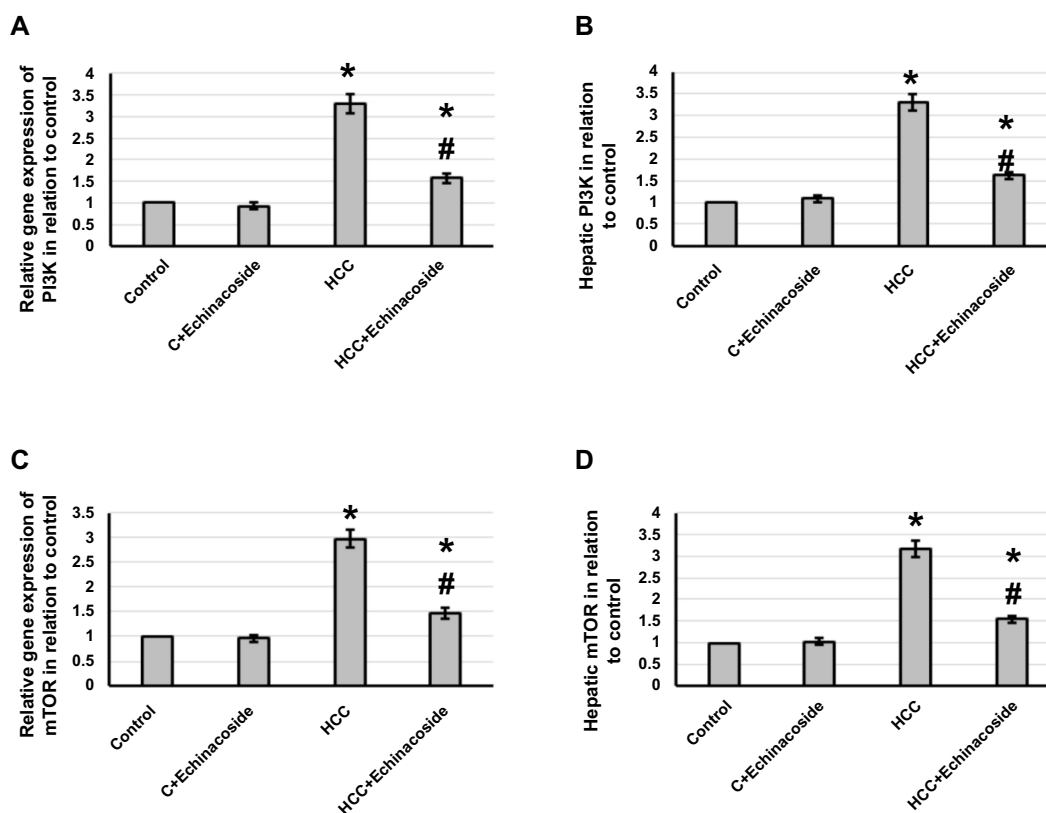 A
Relative gene expression of
PI3K in relation to control
4
3.5
3
2.5
2
1.5
1
0.5
0
*
*
#
Control
C+Echinacoside
HCC
HCC+Echinacoside
B
Hepatic PI3K in relation
to control
4
3.5
3
2.5
2
1.5
1
0.5
0
*
*
#
Control
C+Echinacoside
HCC
HCC+Echinacoside
C
Relative gene expression of
mTOR in relation to control
3.5
3
2.5
2
1.5
1
0.5
0
*
*
#
Control
C+Echinacoside
HCC
HCC+Echinacoside
D
Hepatic mTOR in relation
to control
4
3.5
3
2.5
2
1.5
1
0.5
0
*
*
#
Control
C+Echinacoside
HCC
HCC+Echinacoside